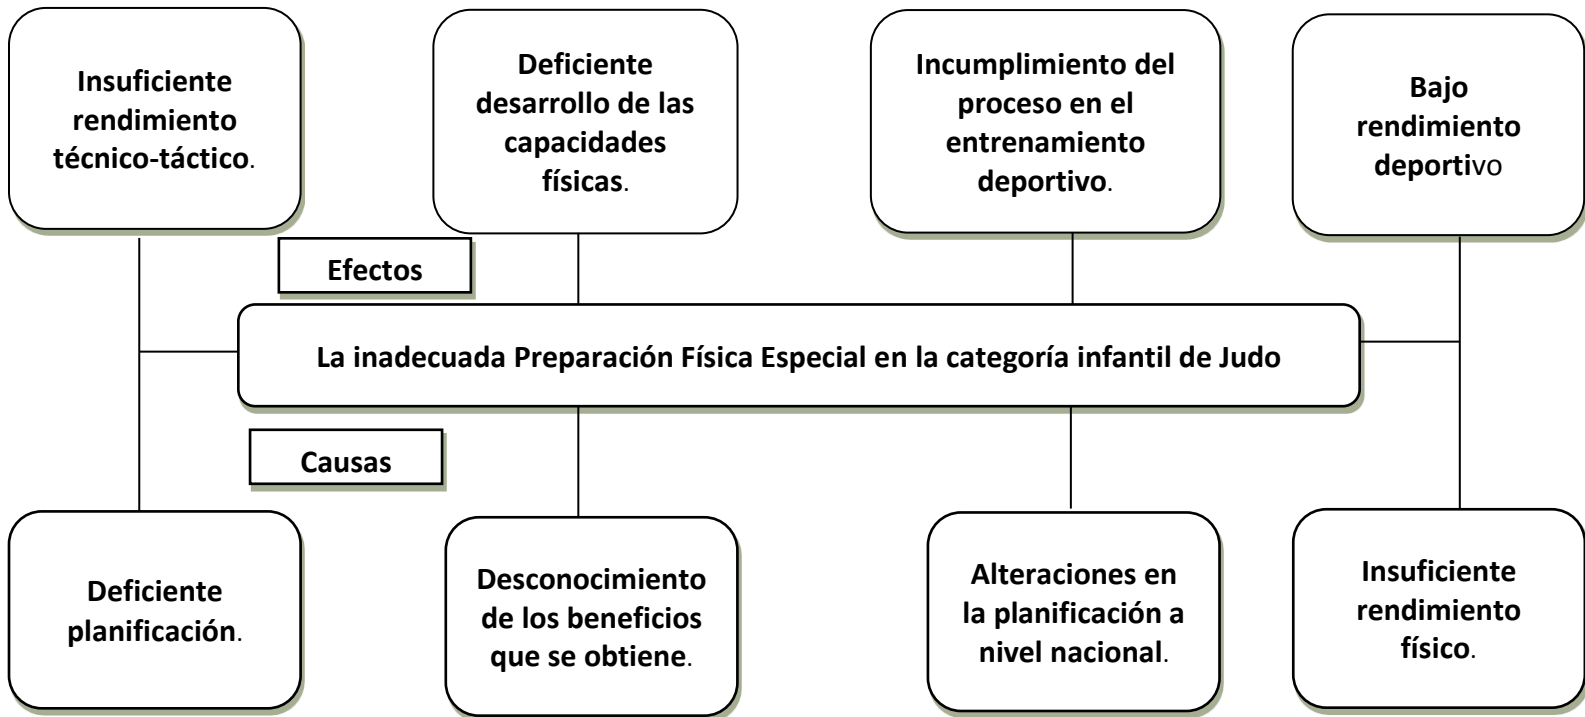 Insuficiente
rendimiento
técnico-táctico.
Deficiente
desarrollo de las
capacidades
físicas.
Incumplimiento del
proceso en el
entrenamiento
deportivo.
Bajo
rendimiento
deportivo
Efectos
La inadecuada Preparación Física Especial en la categoría infantil de Judo
Causas
Deficiente
planificación.
Desconocimiento
de los beneficios
que se obtiene.
Alteraciones en
la planificación a
nivel nacional.
Insuficiente
rendimiento
físico.